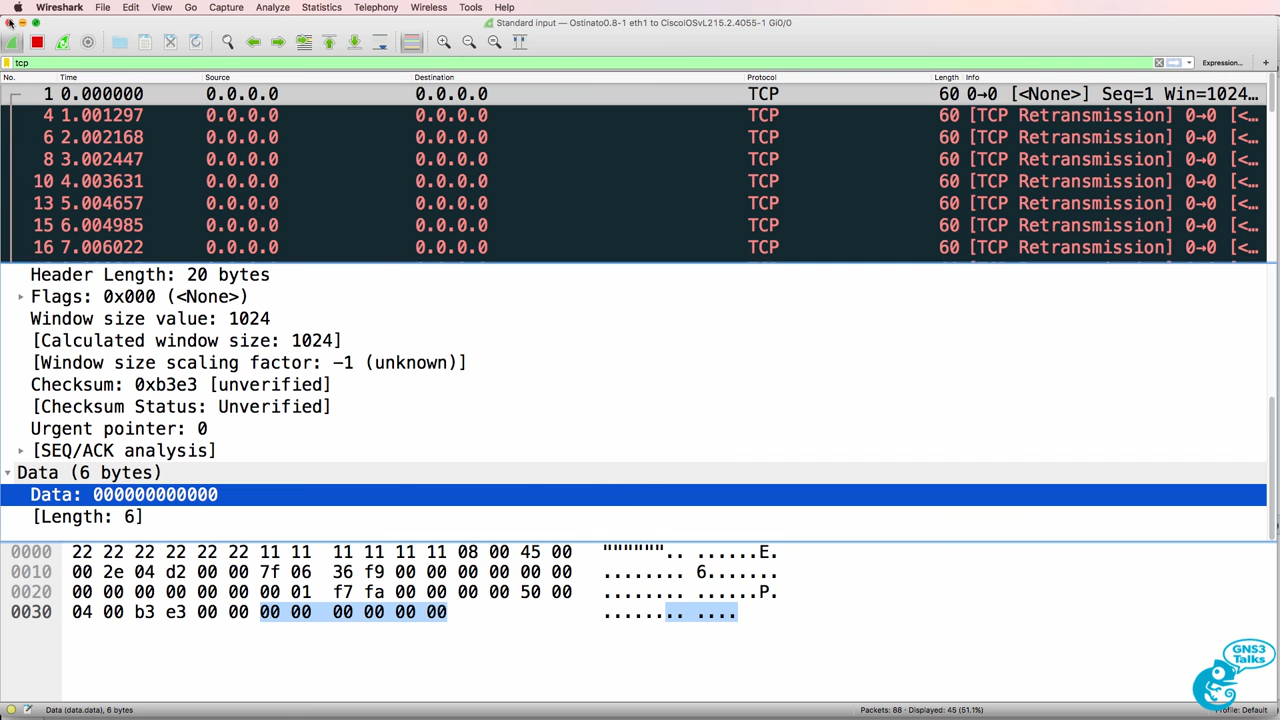 Wireshark File Edit View Go Capture Analyze Statistics Telephony Wireless Tools Help
Standard input — Ostinato0.8-1 eth1 to CiscoIOSvL215.2.4055-1 Gi0/0
tcp Expression... +
No. Time Source Destination Protocol Length Info
1 0.000000 0.0.0.0 0.0.0.0 TCP 60 0→0 [<None>] Seq=1 Win=1024…
4 1.001297 0.0.0.0 0.0.0.0 TCP 60 [TCP Retransmission] 0→0 [<…
6 2.002168 0.0.0.0 0.0.0.0 TCP 60 [TCP Retransmission] 0→0 [<…
8 3.002447 0.0.0.0 0.0.0.0 TCP 60 [TCP Retransmission] 0→0 [<…
10 4.003631 0.0.0.0 0.0.0.0 TCP 60 [TCP Retransmission] 0→0 [<…
13 5.004657 0.0.0.0 0.0.0.0 TCP 60 [TCP Retransmission] 0→0 [<…
15 6.004985 0.0.0.0 0.0.0.0 TCP 60 [TCP Retransmission] 0→0 [<…
16 7.006022 0.0.0.0 0.0.0.0 TCP 60 [TCP Retransmission] 0→0 [<…
Header Length: 20 bytes
Flags: 0x000 (<None>)
Window size value: 1024
[Calculated window size: 1024]
[Window size scaling factor: -1 (unknown)]
Checksum: 0xb3e3 [unverified]
[Checksum Status: Unverified]
Urgent pointer: 0
[SEQ/ACK analysis]
Data (6 bytes)
Data: 000000000000
[Length: 6]
0000 22 22 22 22 22 22 11 11 11 11 11 11 08 00 45 00 """""".. ......E.
0010 00 2e 04 d2 00 00 7f 06 36 f9 00 00 00 00 00 00 ........ 6.......
0020 00 00 00 00 00 00 00 01 f7 fa 00 00 00 00 50 00 ........ ......P.
0030 04 00 b3 e3 00 00 00 00 00 00 00 00 ........ ....
GNS3
Talks
Data (data.data), 6 bytes Packets: 88 · Displayed: 45 (51.1%) Profile: Default